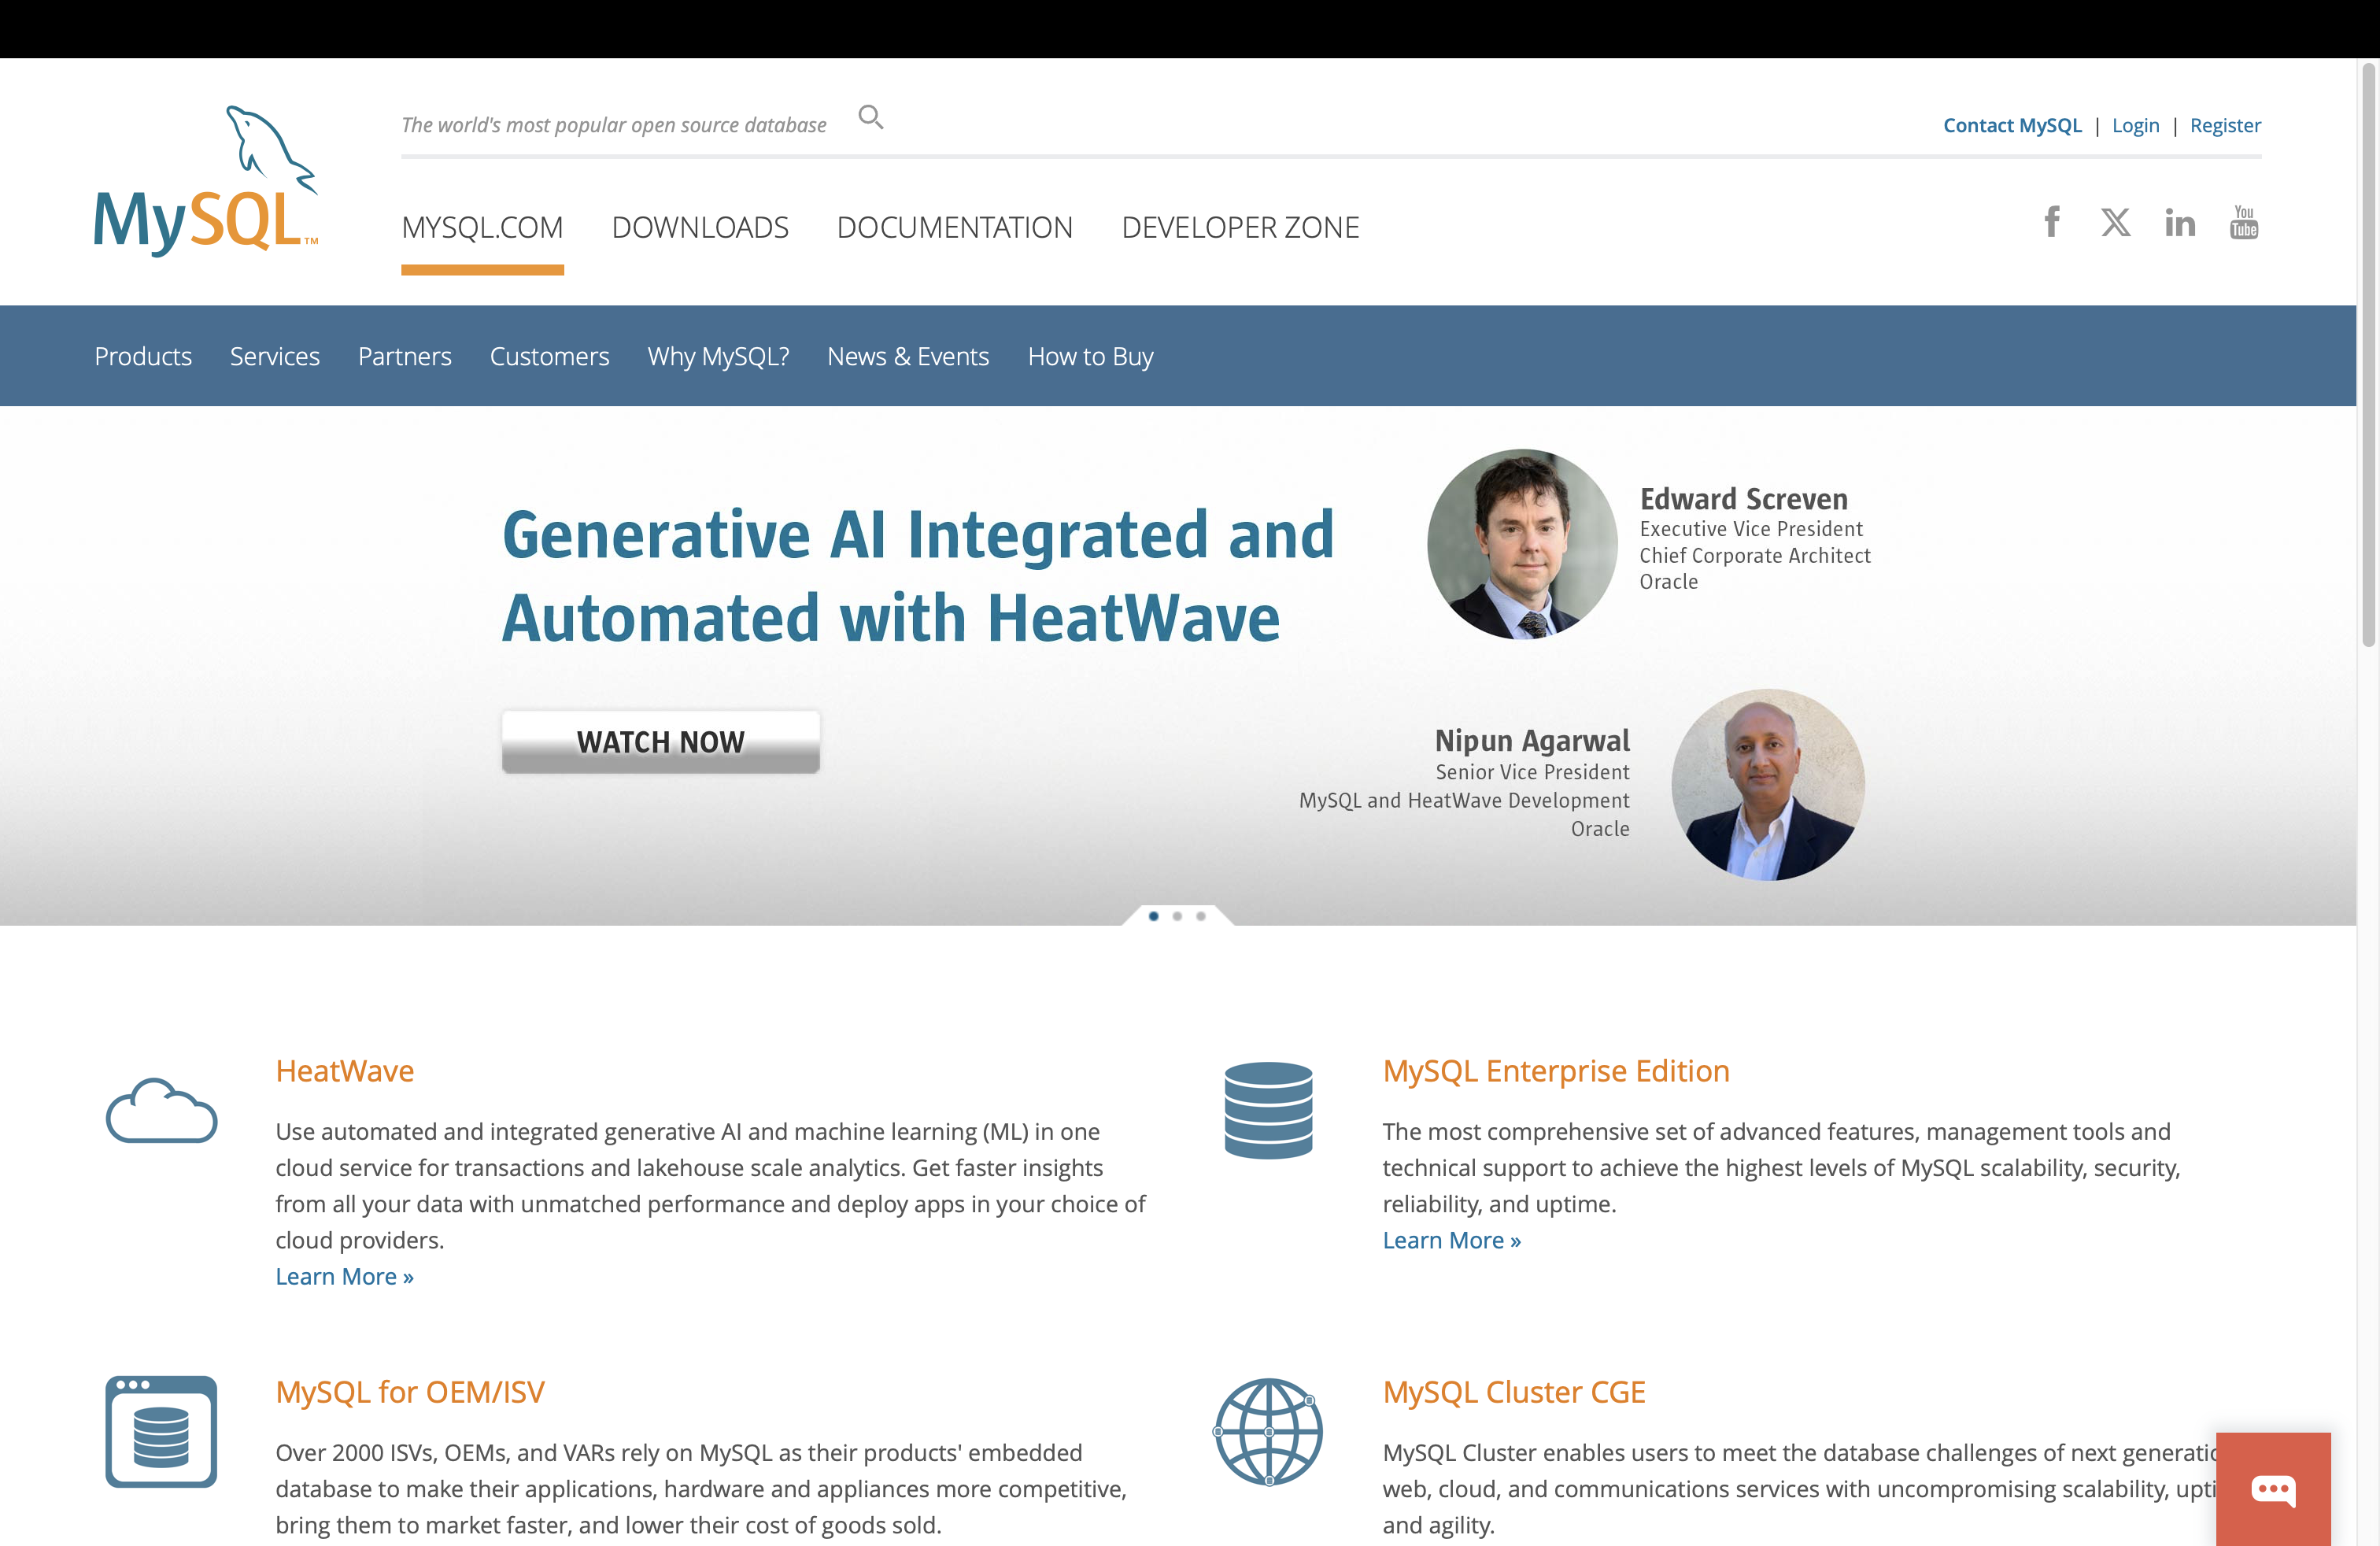 The world's most popular open source database
Contact MySQL | Login | Register
MySQL™
MYSQL.COM DOWNLOADS DOCUMENTATION DEVELOPER ZONE
You
Tube
Products Services Partners Customers Why MySQL? News & Events How to Buy
Generative AI Integrated and
Automated with HeatWave
WATCH NOW
Edward Screven
Executive Vice President
Chief Corporate Architect
Oracle
Nipun Agarwal
Senior Vice President
MySQL and HeatWave Development
Oracle
HeatWave
Use automated and integrated generative AI and machine learning (ML) in one
cloud service for transactions and lakehouse scale analytics. Get faster insights
from all your data with unmatched performance and deploy apps in your choice of
cloud providers.
Learn More »
MySQL Enterprise Edition
The most comprehensive set of advanced features, management tools and
technical support to achieve the highest levels of MySQL scalability, security,
reliability, and uptime.
Learn More »
MySQL for OEM/ISV
Over 2000 ISVs, OEMs, and VARs rely on MySQL as their products' embedded
database to make their applications, hardware and appliances more competitive,
bring them to market faster, and lower their cost of goods sold.
MySQL Cluster CGE
MySQL Cluster enables users to meet the database challenges of next
web, cloud, and communications services with uncompromising scalability,
and agility.